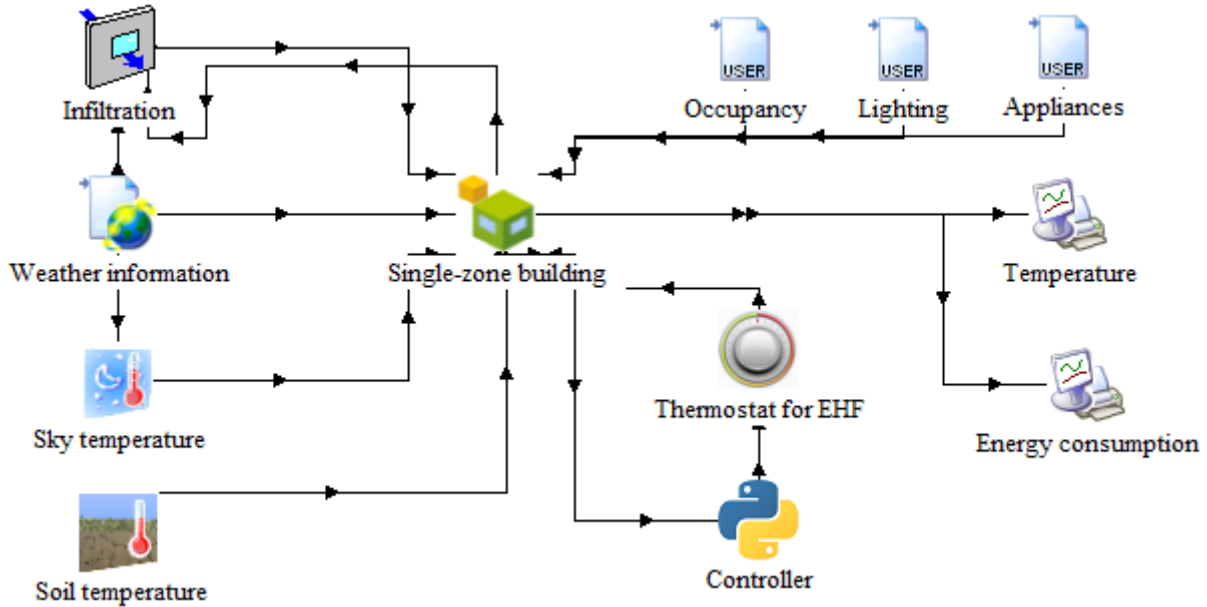 USER
USER
USER
Infiltration
Occupancy
Lighting
Appliances
Weather information
Single-zone building
Temperature
Thermostat for EHF
Sky temperature
Energy consumption
Soil temperature
Controller